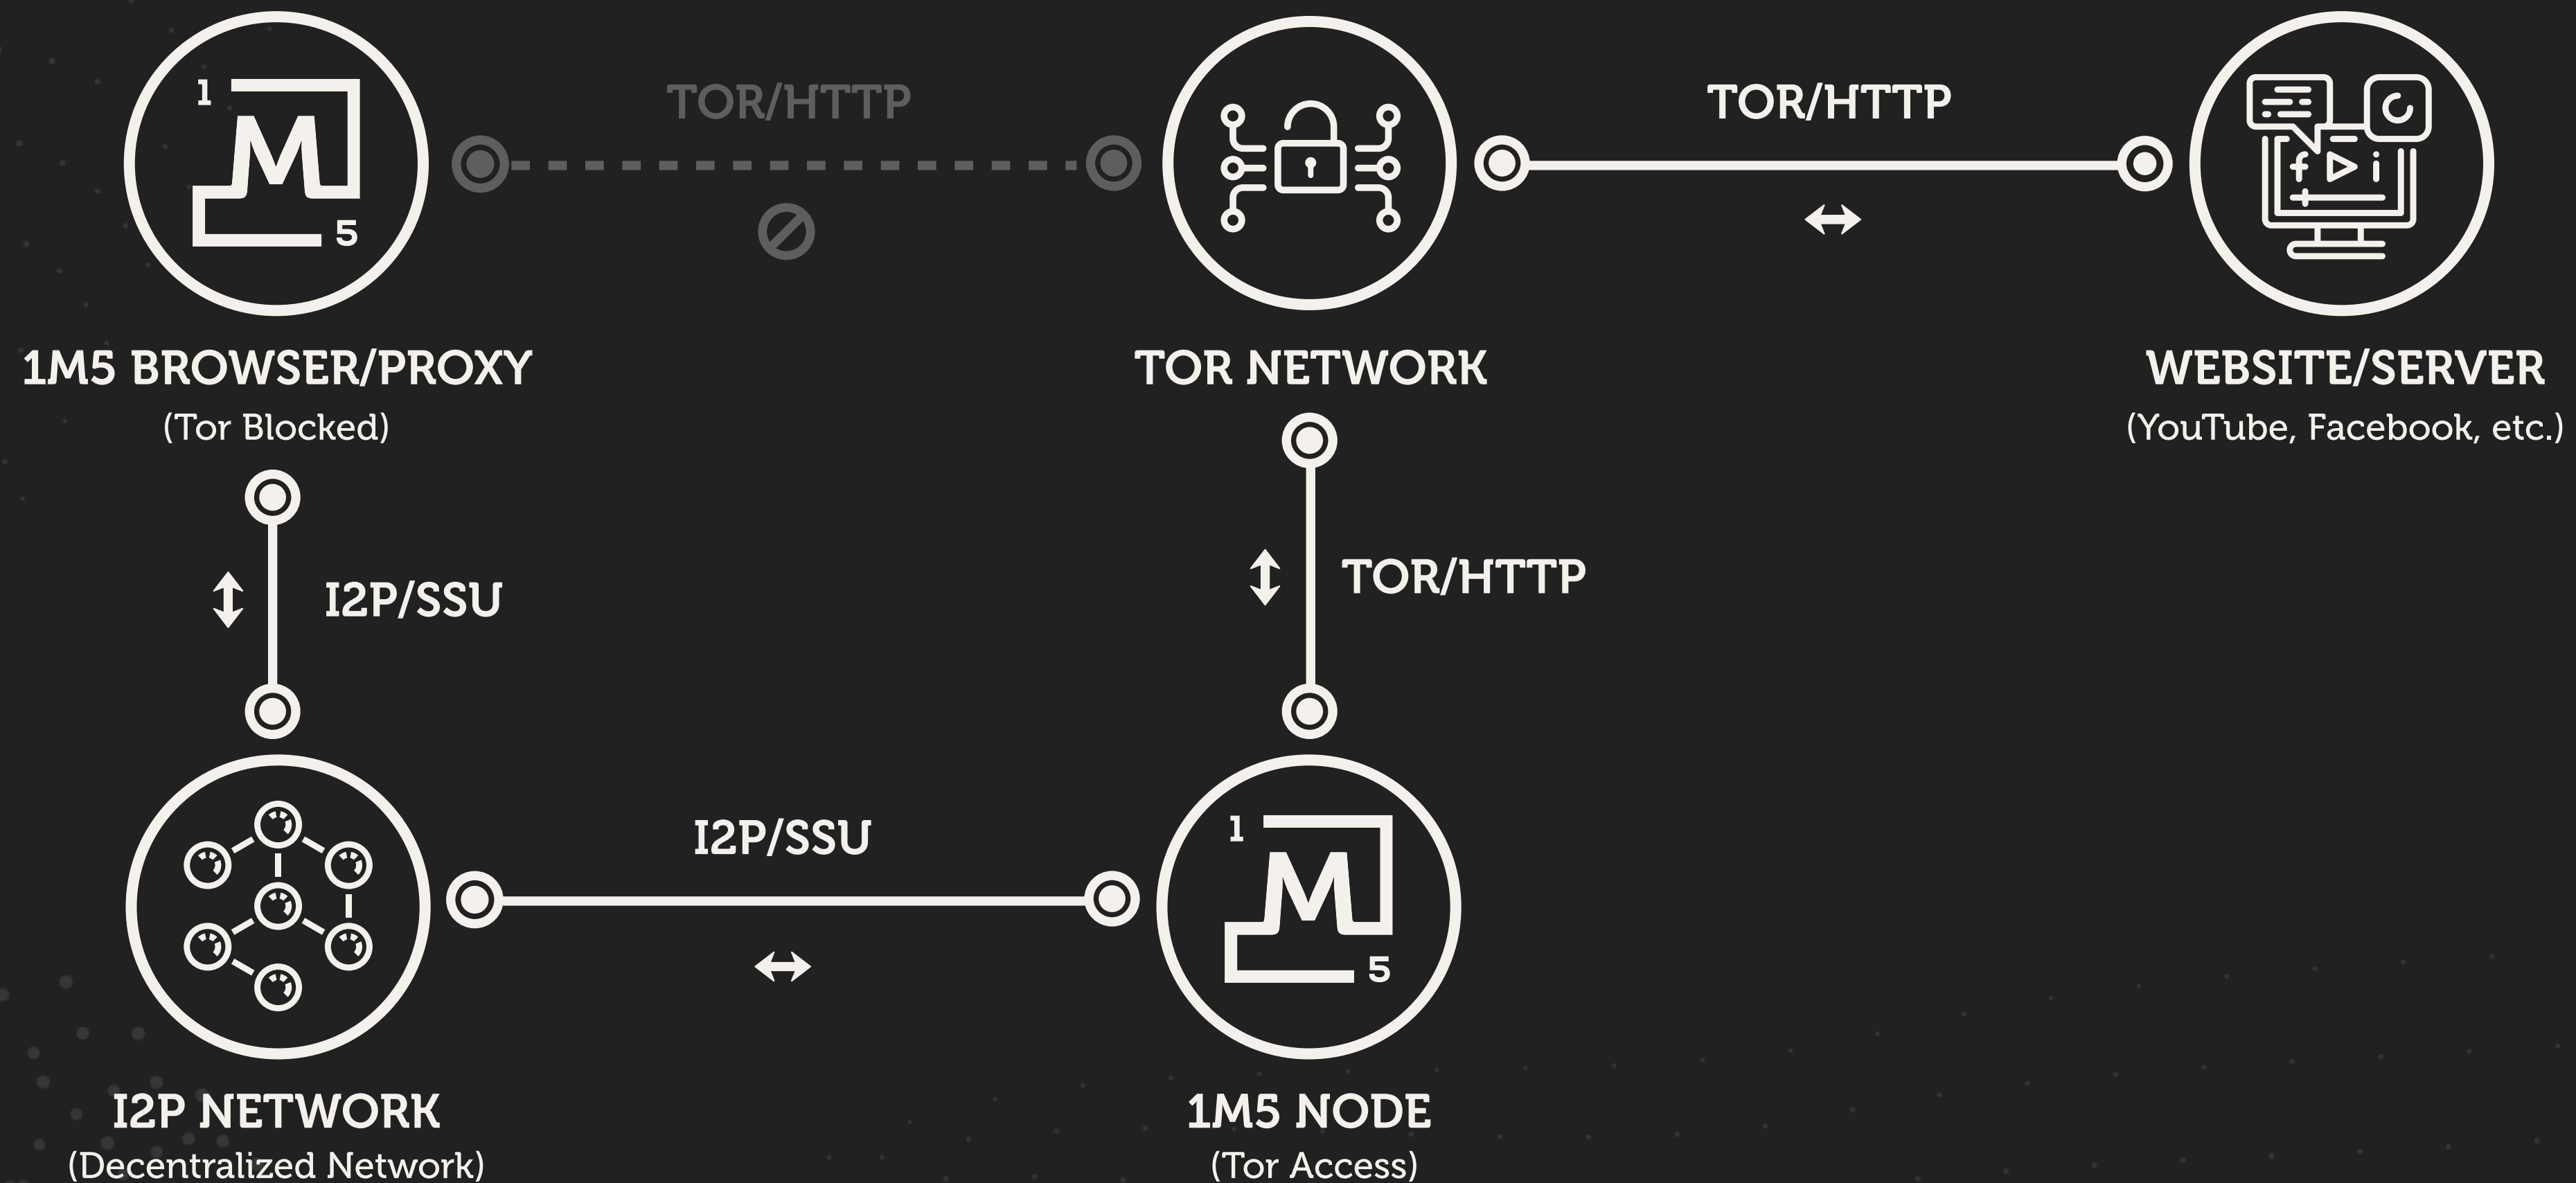 1
M
5
TOR/HTTP
TOR/HTTP
f
i
1M5 BROWSER/PROXY
(Tor Blocked)
TOR NETWORK
WEBSITE/SERVER
(YouTube, Facebook, etc.)
I2P/SSU
TOR/HTTP
I2P/SSU
1
M
5
I2P NETWORK
(Decentralized Network)
1M5 NODE
(Tor Access)